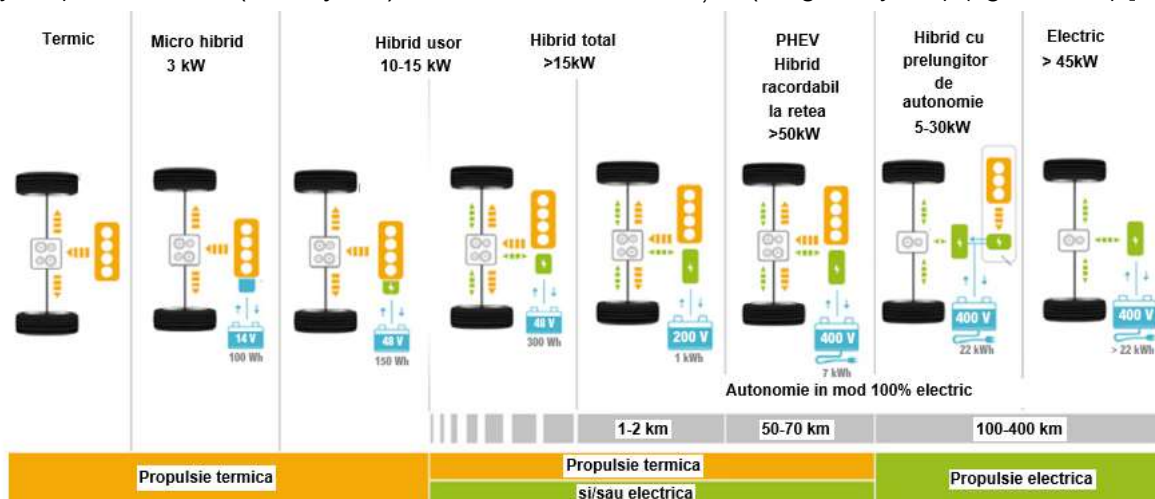 Termic
Micro hibrid
3 kW
Hibrid usor
10-15 kW
Hibrid total
>15kW
PHEV
Hibrid
racordabil
la retea
>50kW
Hibrid cu
prelungitor
de
autonomie
5-30kW
Electric
> 45kW
14 V
100 Wh
48 V
150 Wh
48 V
300 Wh
200 V
1 kWh
400 V
7 kWh
400 V
22 kWh
400 V
> 22 kWh
Autonomie in mod 100% electric
1-2 km
50-70 km
100-400 km
Propulsie termica
Propulsie termica
si/sau electrica
Propulsie electrica